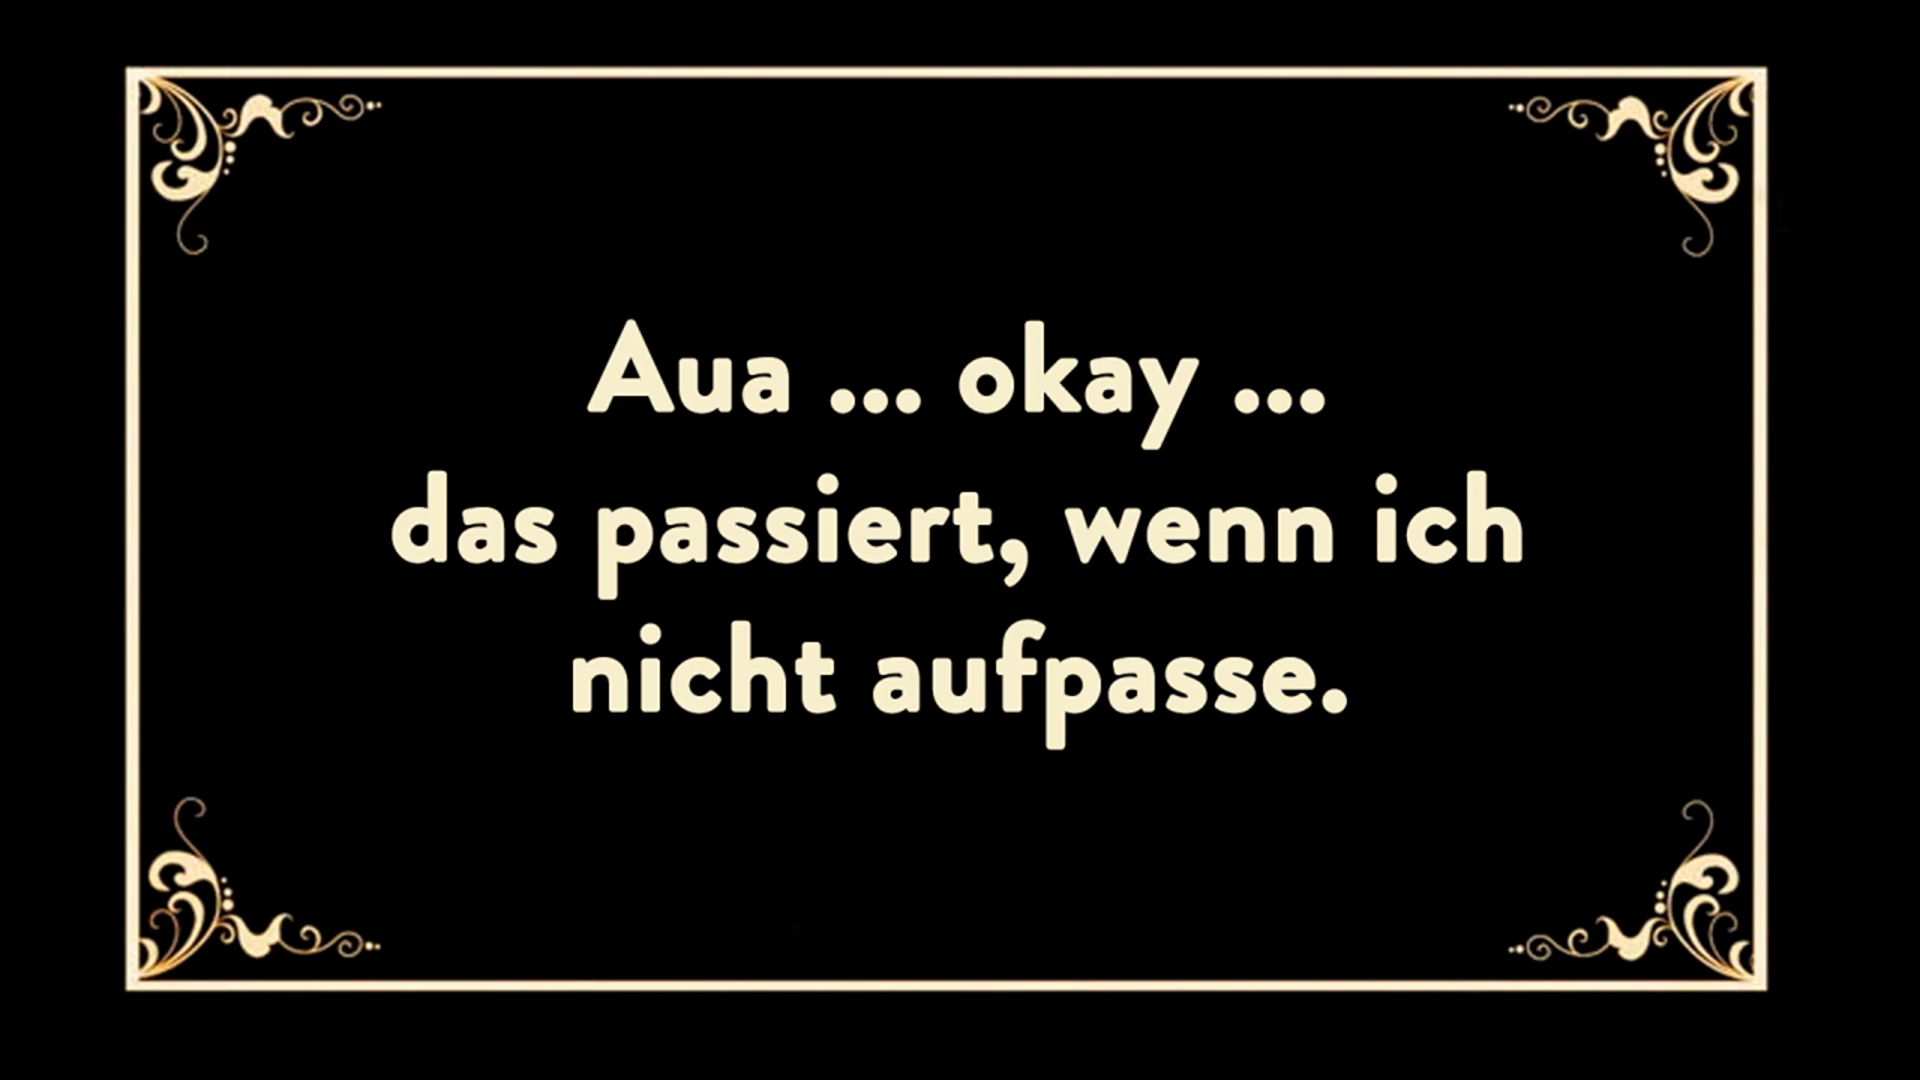 Aua ... okay ...
das passiert, wenn ich
nicht aufpasse.